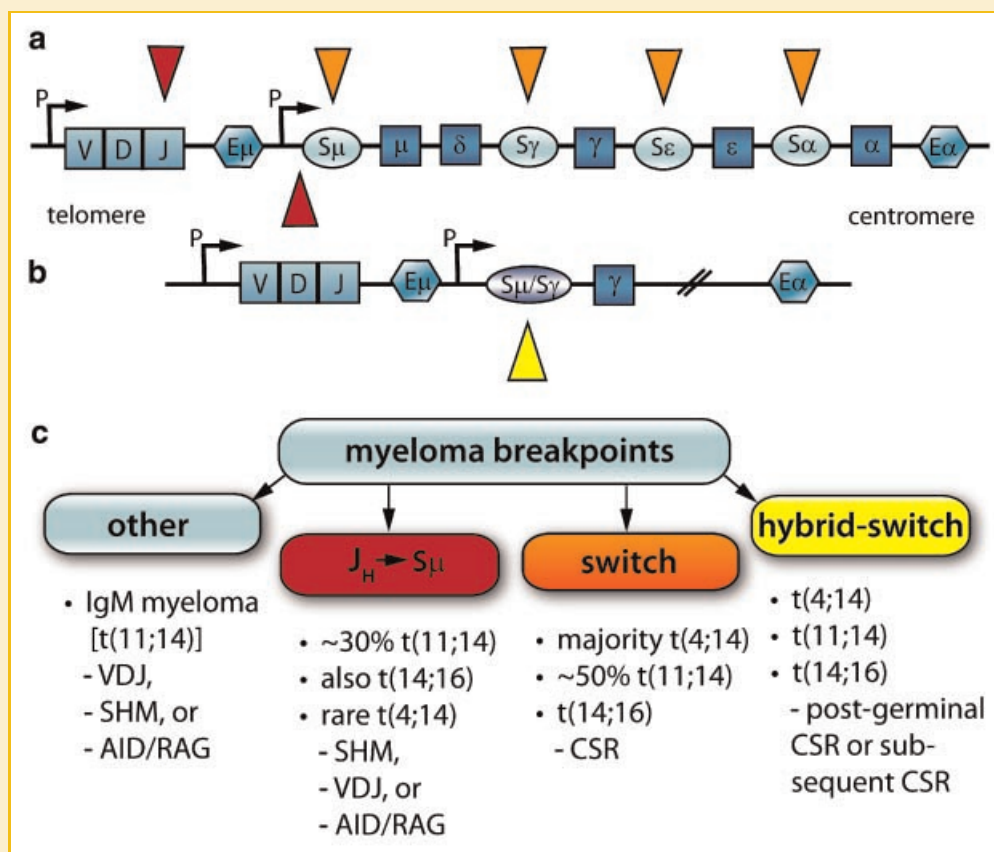 a
P P
V D J Eμ Sμ μ δ Sγ γ Sε ε Sα α Eα
telomere centromere
b
P P
V D J Eμ Sμ/Sγ γ Eα
c
myeloma breakpoints
other
• IgM myeloma
[t(11;14)]
- VDJ,
- SHM, or
- AID/RAG
JH → Sμ
• ~30% t(11;14)
• also t(14;16)
• rare t(4;14)
- SHM,
- VDJ, or
- AID/RAG
switch
• majority t(4;14)
• ~50% t(11;14)
• t(14;16)
- CSR
hybrid-switch
• t(4;14)
• t(11;14)
• t(14;16)
- post-germinal
CSR or sub-
sequent CSR